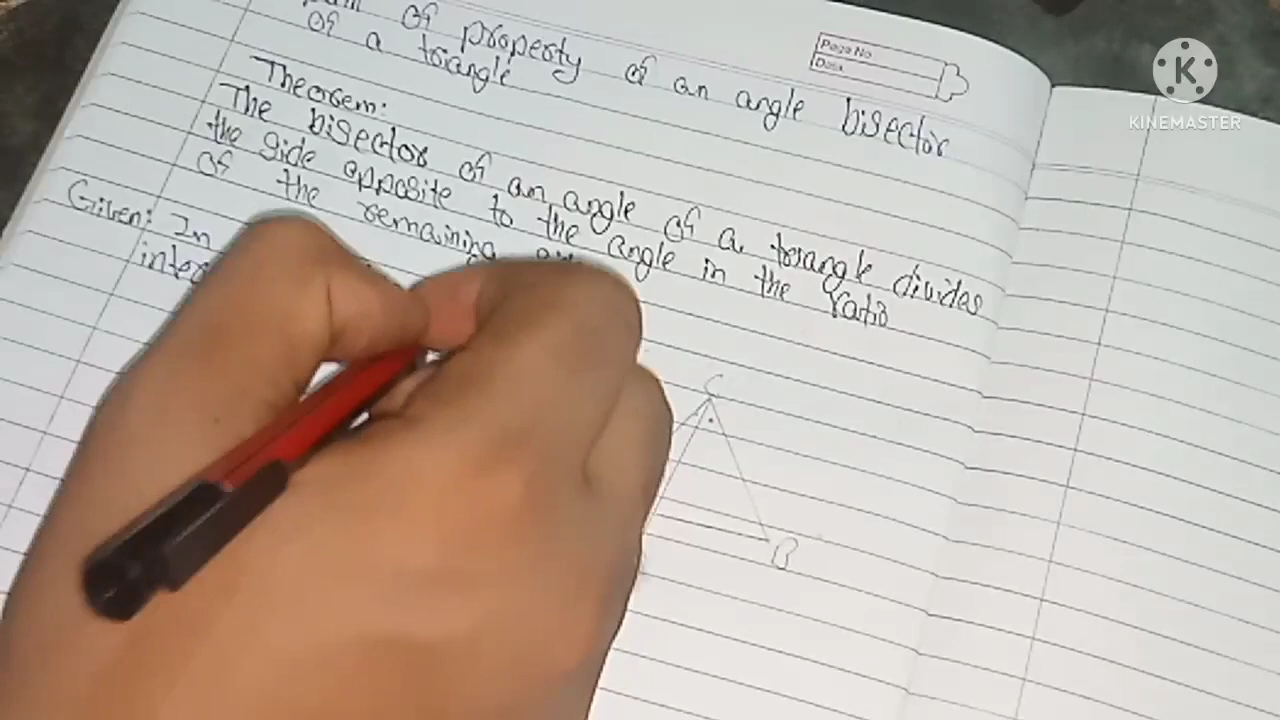 of property of an angle bisector
of a triangle
Page No
Date
Theorem:
The bisector of an angle of a triangle divides
the side opposite to the angle in the ratio
of the remaining
Given: In
C
B
K
KINEMASTER